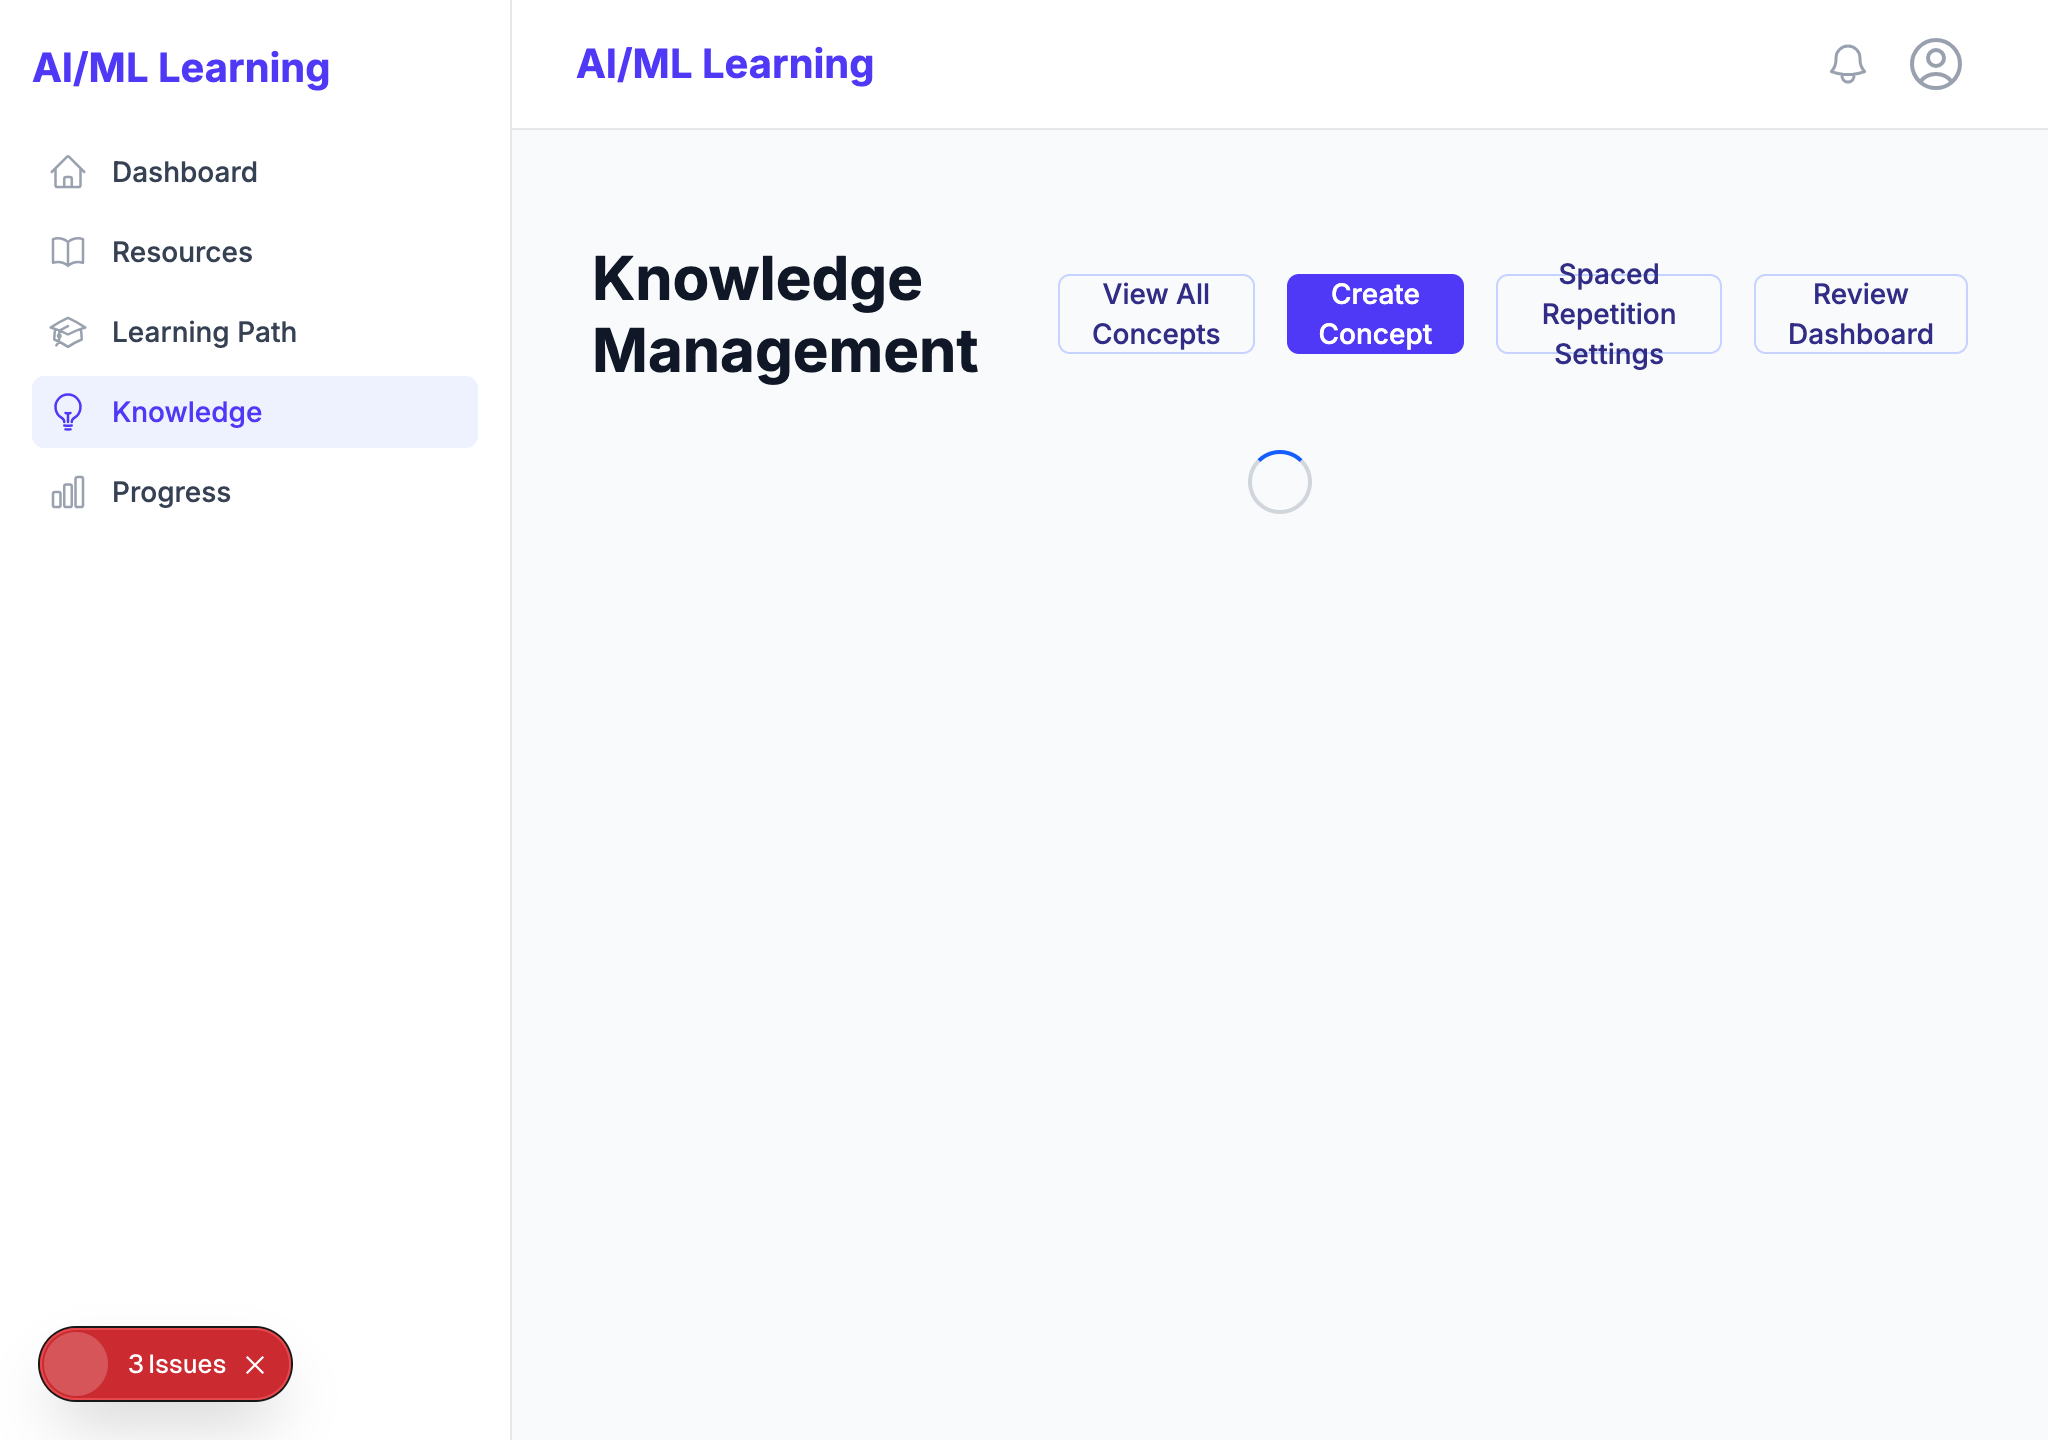 AI/ML Learning
Dashboard
Resources
Learning Path
Knowledge
Progress
3 Issues
AI/ML Learning
Knowledge
Management
View All
Concepts
Create
Concept
Spaced
Repetition
Settings
Review
Dashboard